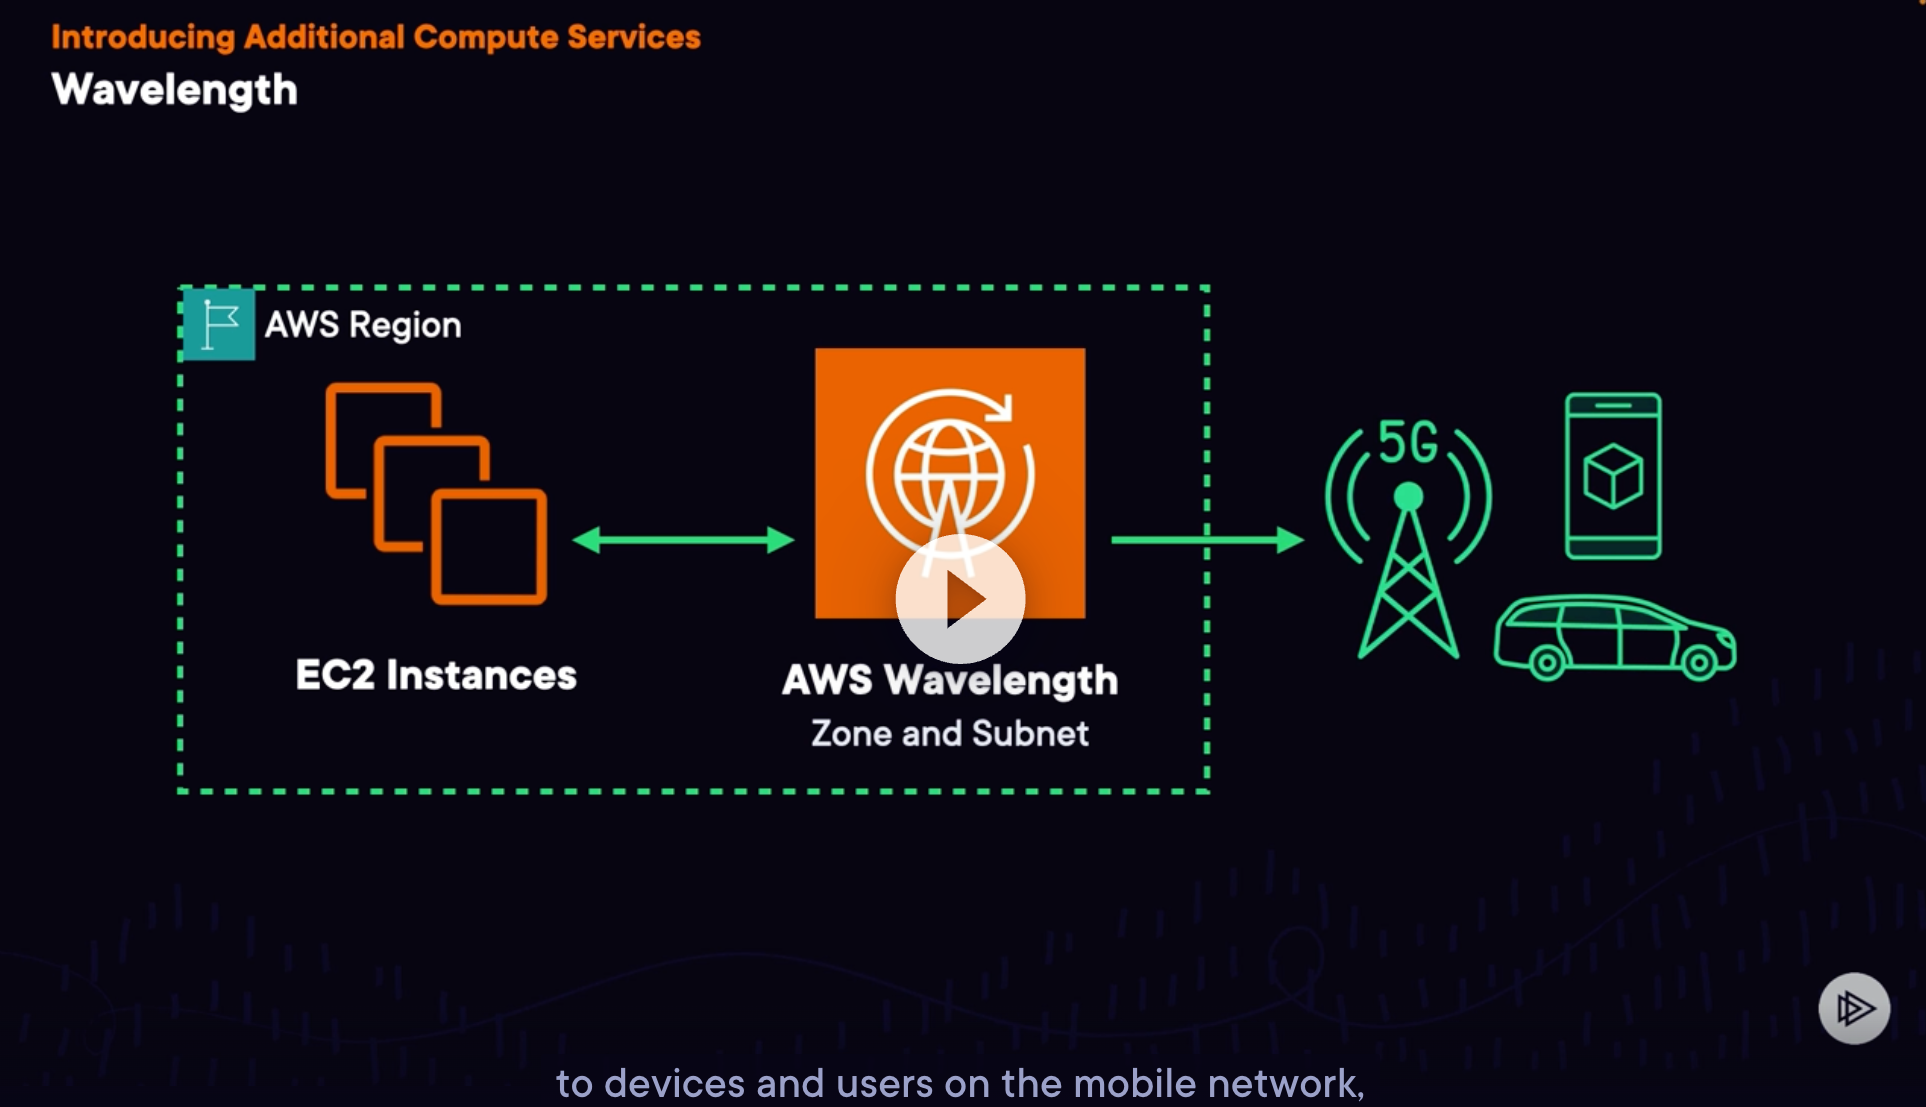 Introducing Additional Compute Services
Wavelength
AWS Region
5G
EC2 Instances
AWS Wavelength
Zone and Subnet
to devices and users on the mobile network,